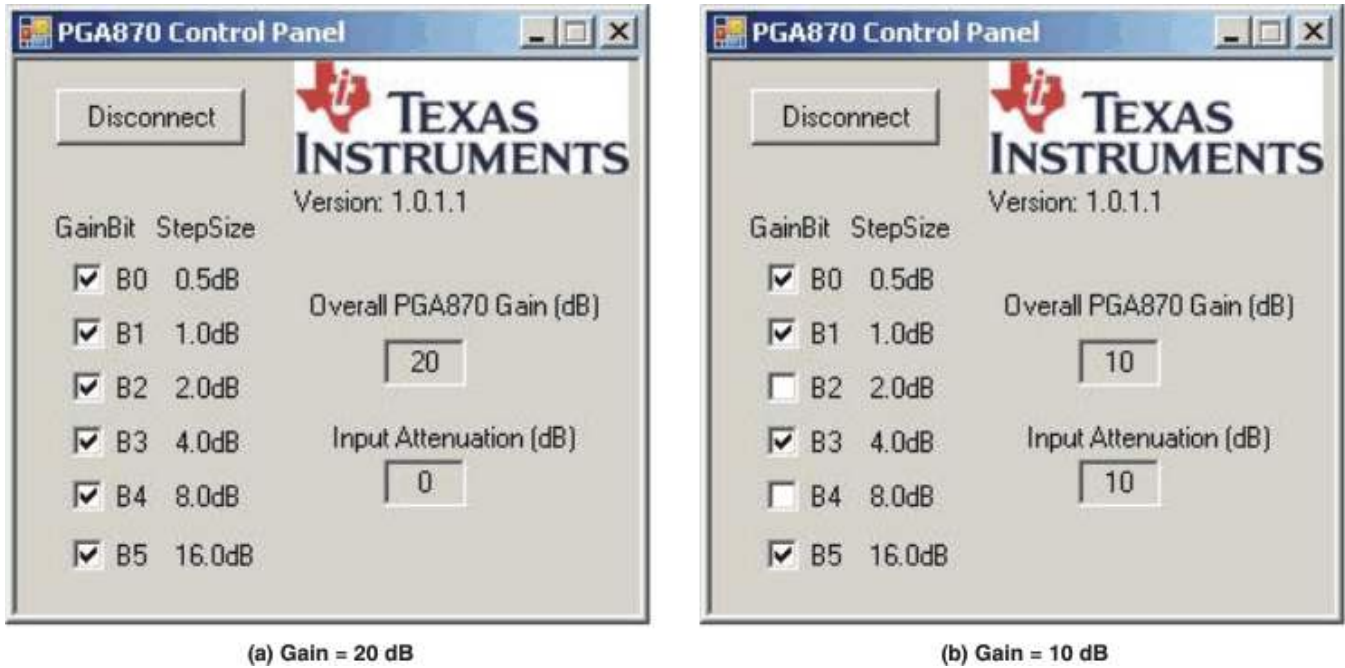 PGA870 Control Panel
Disconnect
TEXAS
INSTRUMENTS
Version: 1.0.1.1
GainBit StepSize
B0 0.5dB
B1 1.0dB
B2 2.0dB
B3 4.0dB
B4 8.0dB
B5 16.0dB
Overall PGA870 Gain (dB)
20
Input Attenuation (dB)
0
(a) Gain = 20 dB
PGA870 Control Panel
Disconnect
TEXAS
INSTRUMENTS
Version: 1.0.1.1
GainBit StepSize
B0 0.5dB
B1 1.0dB
B2 2.0dB
B3 4.0dB
B4 8.0dB
B5 16.0dB
Overall PGA870 Gain (dB)
10
Input Attenuation (dB)
10
(b) Gain = 10 dB